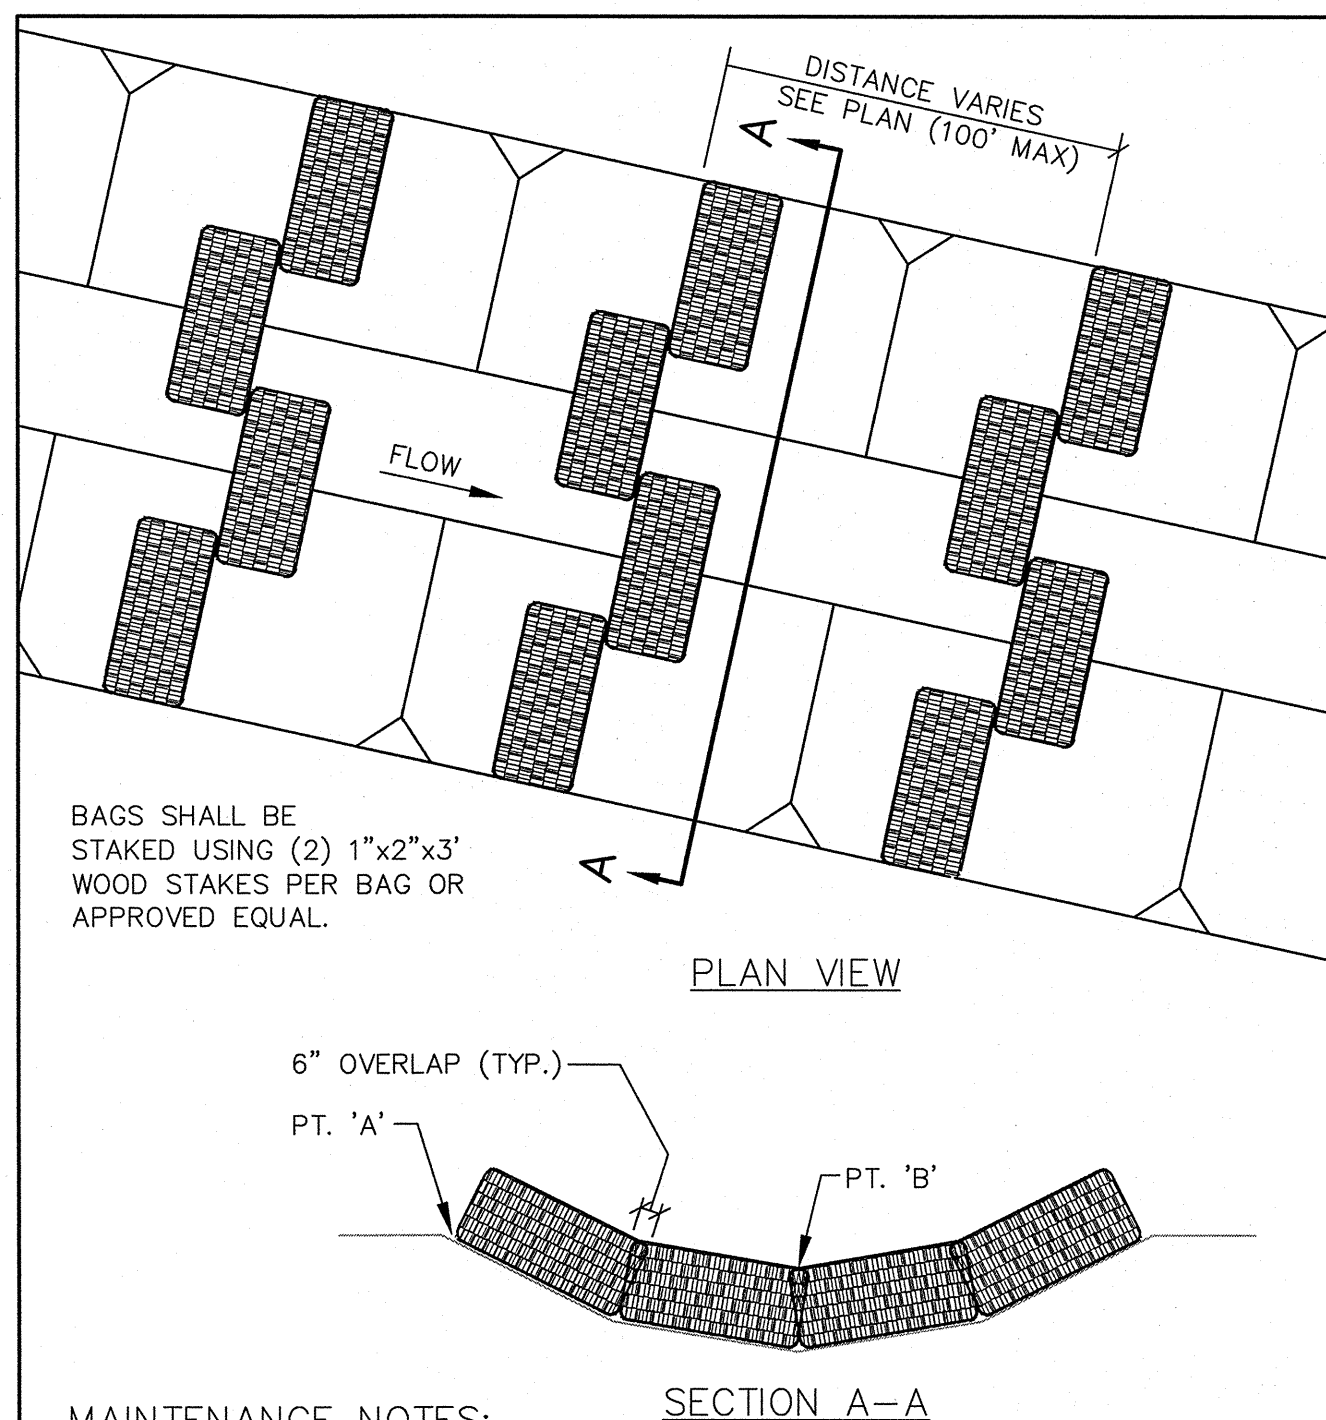 DISTANCE VARIES
SEE PLAN (100' MAX)
A
FLOW
BAGS SHALL BE
STAKED USING (2) 1"x2"x3'
WOOD STAKES PER BAG OR
APPROVED EQUAL.
A
PLAN VIEW
6" OVERLAP (TYP.)
PT. 'A'
PT. 'B'
SECTION A-A
MAINTENANCE NOTES: